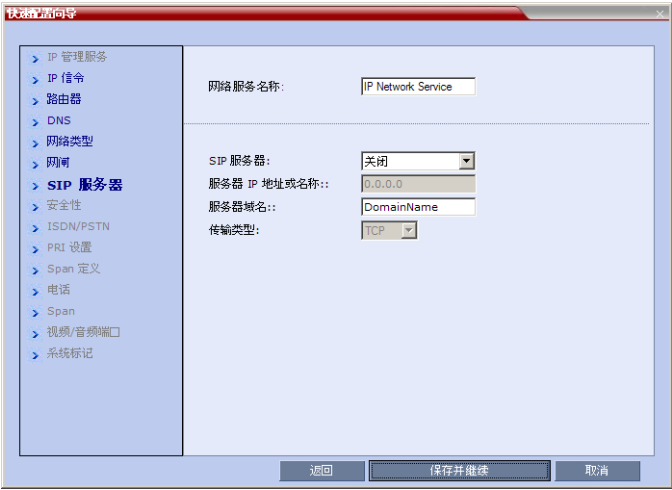 快速配置向导
IP 管理服务
IP 信令
路由器
DNS
网络类型
网闸
SIP 服务器
安全性
ISDN/PSTN
PRI 设置
Span 定义
电话
Span
视频/音频端口
系统标记
网络服务名称: IP Network Service
SIP 服务器: 关闭
服务器 IP 地址或名称:: 0.0.0.0
服务器域名:: DomainName
传输类型: TCP
返回 保存并继续 取消